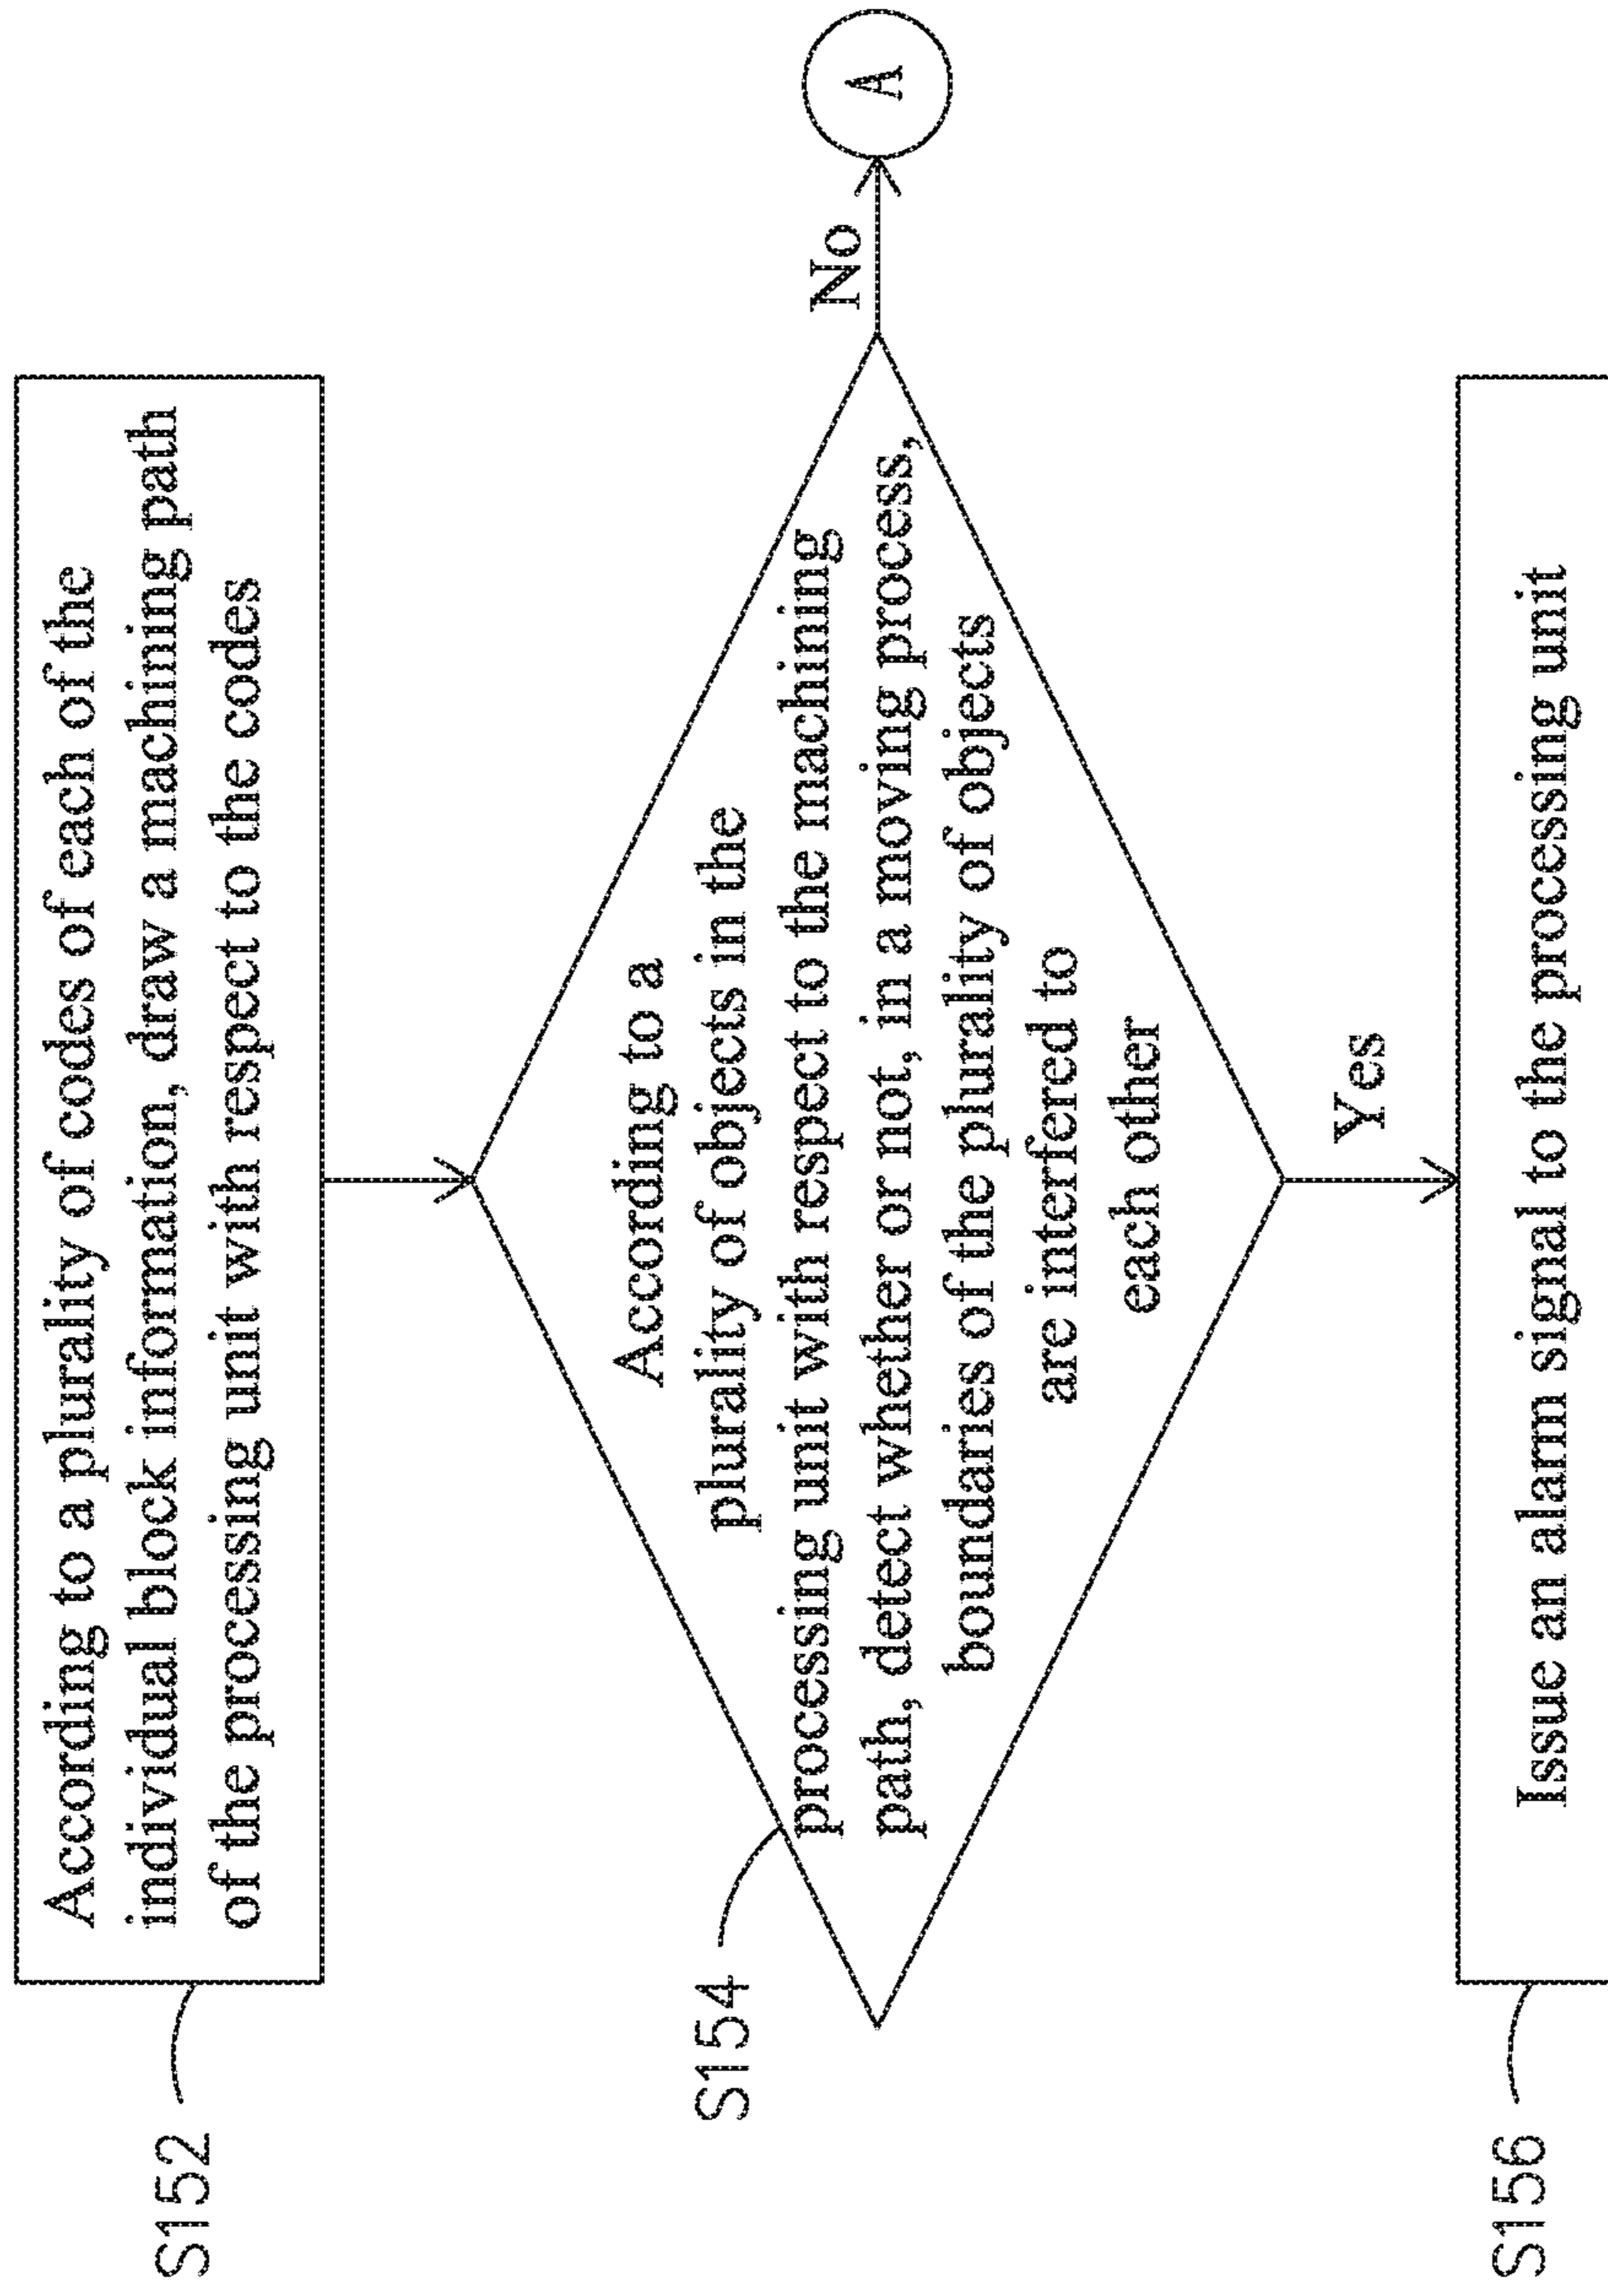 S152
According to a plurality of codes of each of the
individual block information, draw a machining path
of the processing unit with respect to the codes
S154
According to a
plurality of objects in the
processing unit with respect to the machining
path, detect whether or not, in a moving process,
boundaries of the plurality of objects
are interfered to
each other
No
A
Yes
S156
Issue an alarm signal to the processing unit